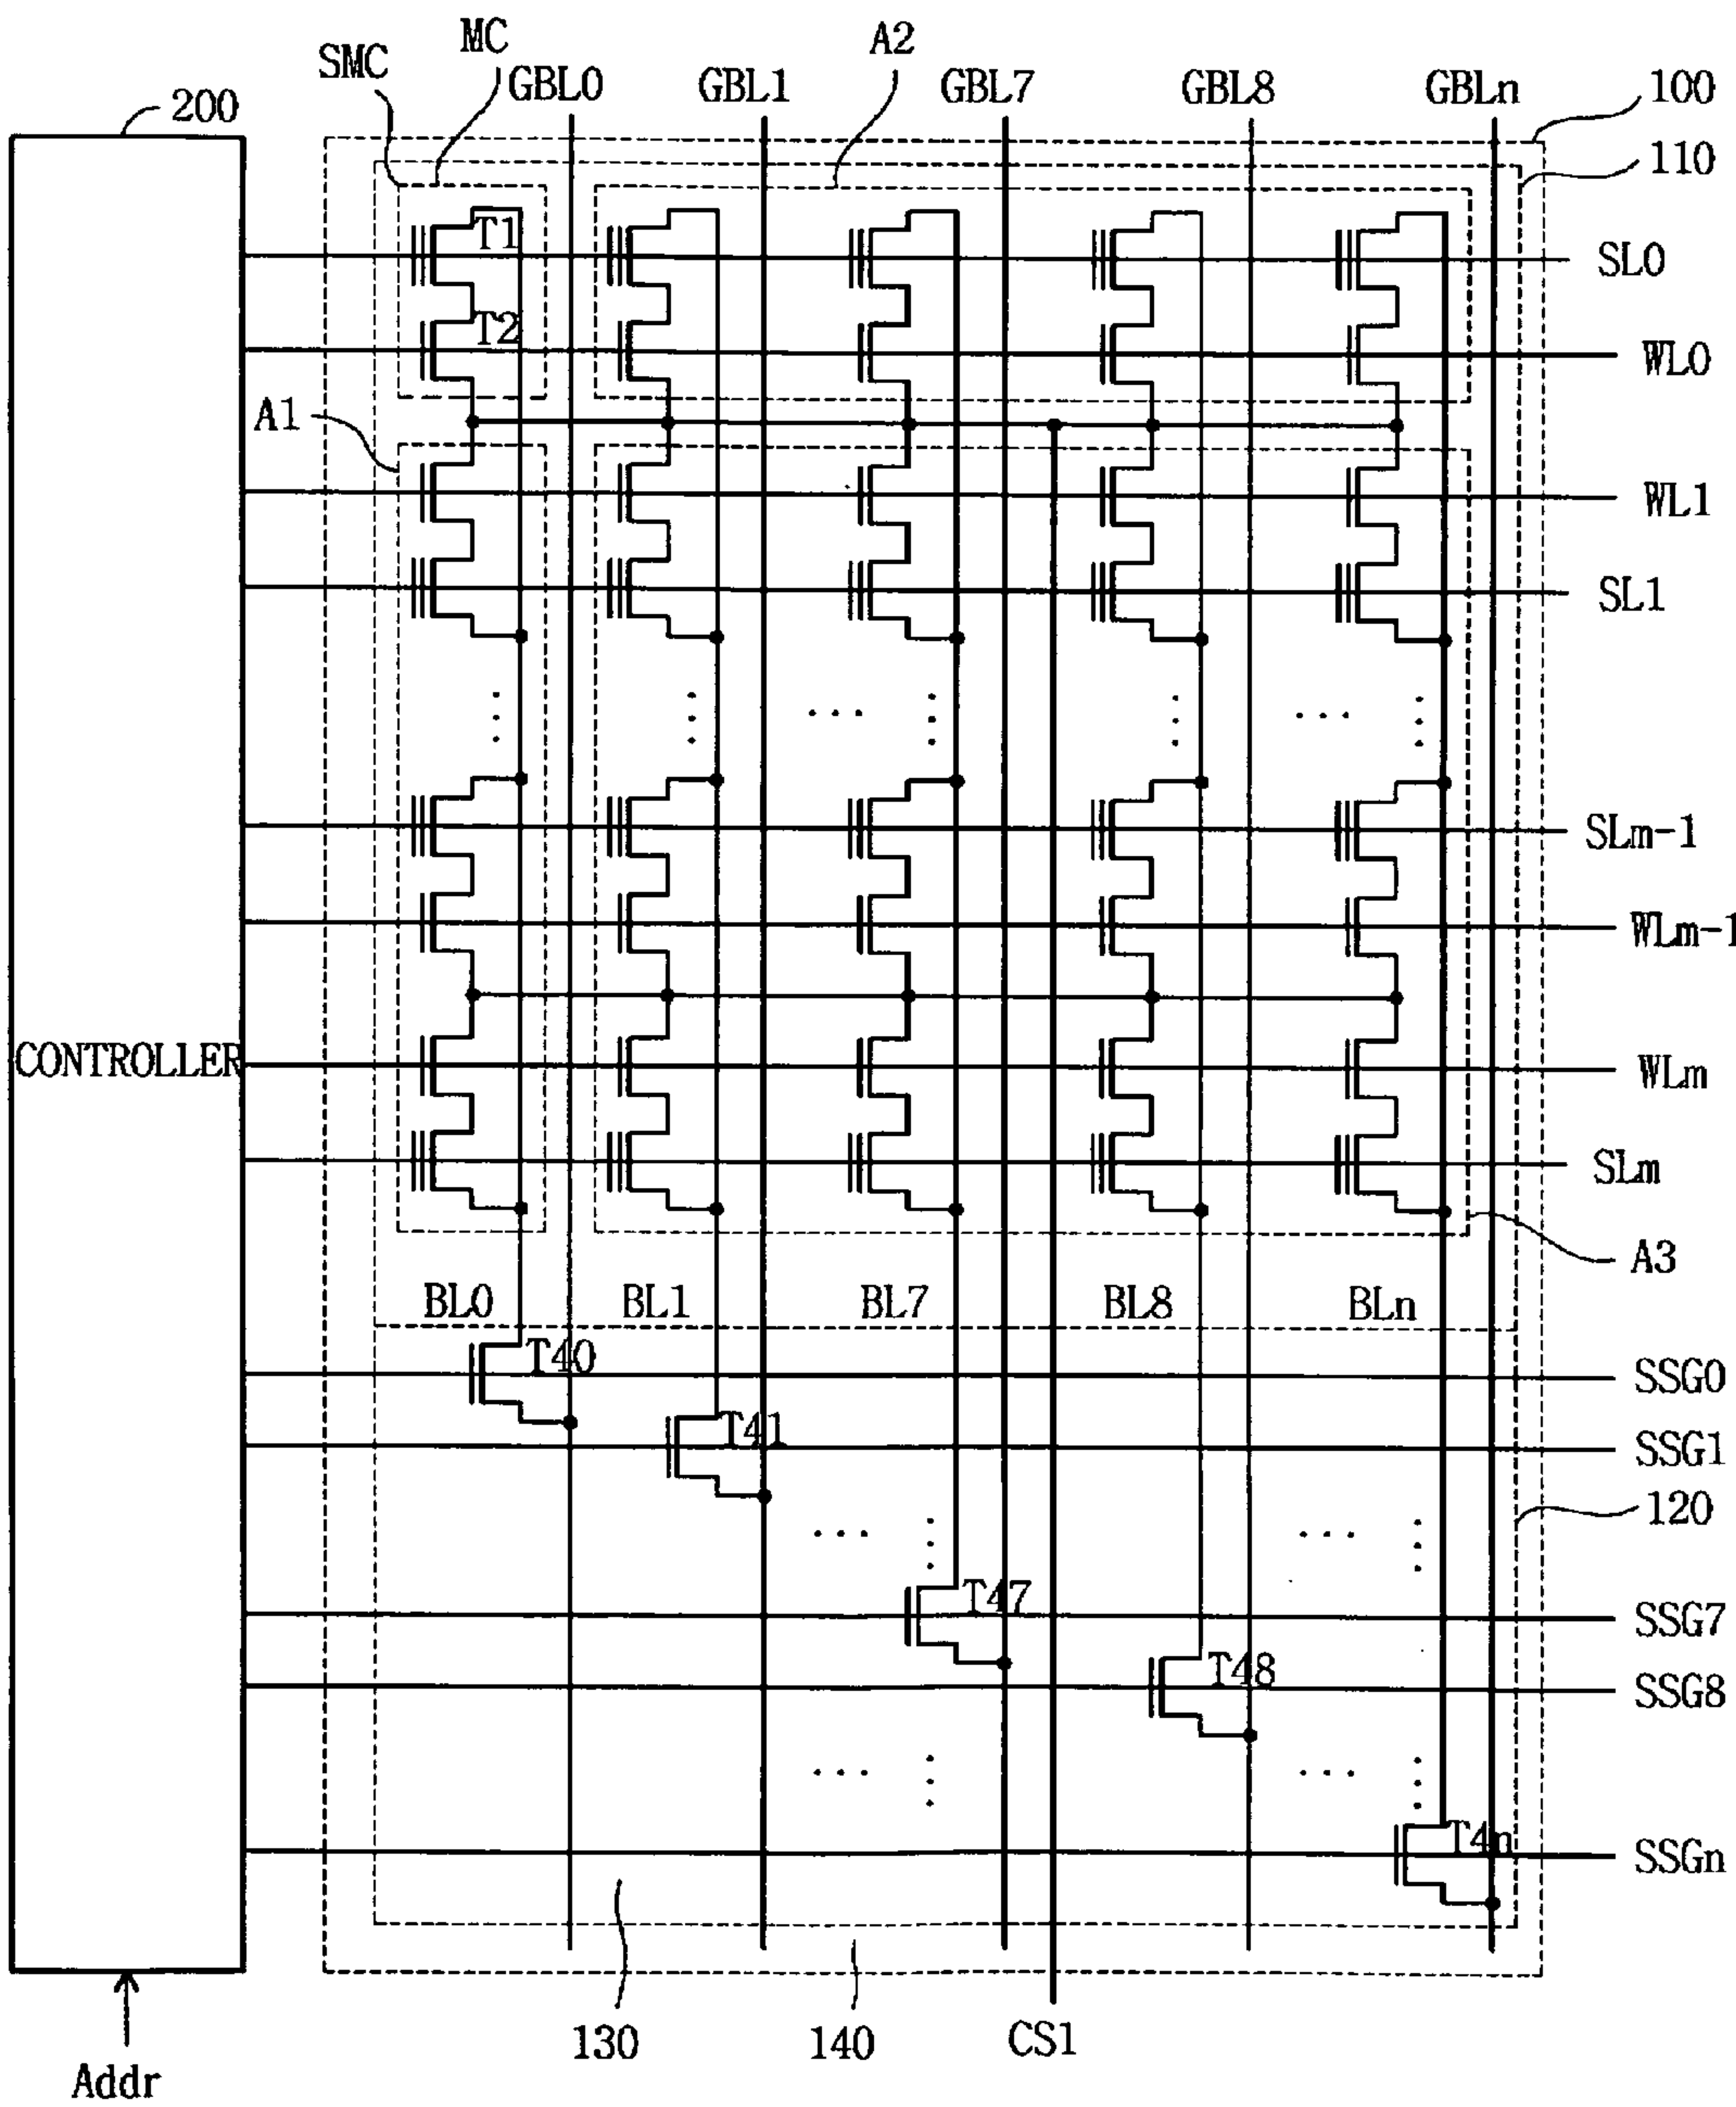 MC
A2
SMC
GBL0
GBL1
GBL7
GBL8
GBLn
200
100
110
T1
SL0
T2
WL0
A1
WL1
SL1
SLm-1
WLm-1
CONTROLLER
WLm
SLm
A3
BL0
BL1
BL7
BL8
BLn
T40
SSG0
T41
SSG1
120
T47
SSG7
T48
SSG8
T4n
SSGn
130
140
CS1
Addr